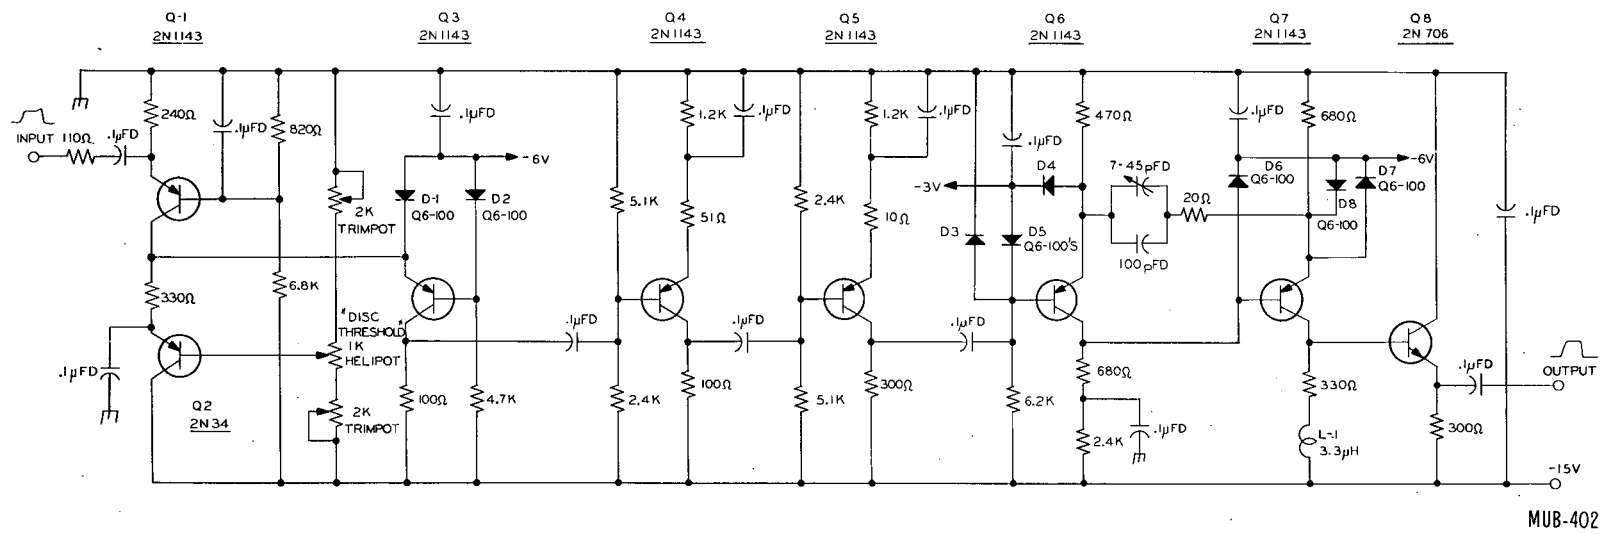 Q-1
2N1143
Q3
2N1143
Q4
2N1143
Q5
2N1143
Q6
2N1143
Q7
2N1143
Q8
2N706
INPUT
110Ω
.1µFD
240Ω
.1µFD
820Ω
2K
TRIMPOT
6.8K
330Ω
.1µFD
Q2
2N34
"DISC
THRESHOLD"
1K
HELIPOT
2K
TRIMPOT
.1µFD
-6V
D-1
Q6-100
D2
Q6-100
100Ω
4.7K
.1µFD
5.1K
2.4K
1.2K
.1µFD
51Ω
100Ω
.1µFD
2.4K
5.1K
1.2K
.1µFD
10Ω
300Ω
.1µFD
-3V
.1µFD
D4
D3
D5
Q6-100'S
6.2K
470Ω
7-45pFD
100pFD
20Ω
680Ω
2.4K
.1µFD
.1µFD
680Ω
-6V
D6
Q6-100
D7
Q6-100
D8
Q6-100
330Ω
L-1
3.3µH
.1µFD
300Ω
.1µFD
OUTPUT
-15V
MUB-402